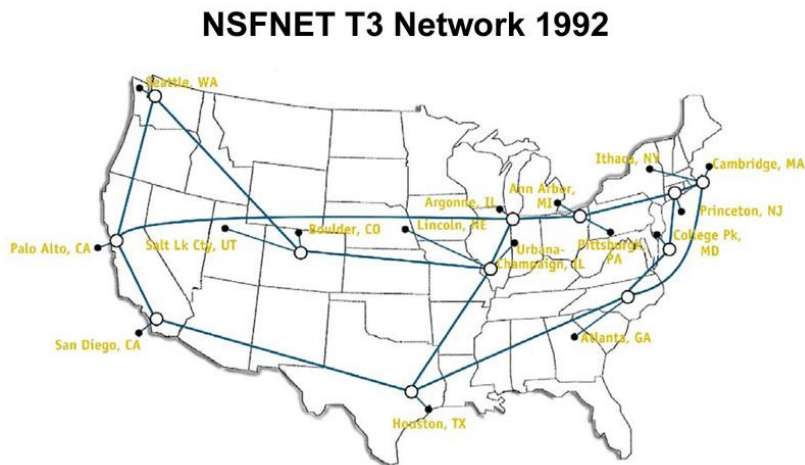 NSFNET T3 Network 1992
Seattle, WA
Ithaca, NY
Cambridge, MA
Ann Arbor,
MI
Argonne, IL
Princeton, NJ
Lincoln, NE
Boulder, CO
Salt Lk Cty, UT
Palo Alto, CA
College Pk,
MD
Pittsburgh,
PA
Urbana-
Champaign, IL
Atlanta, GA
San Diego, CA
Houston, TX